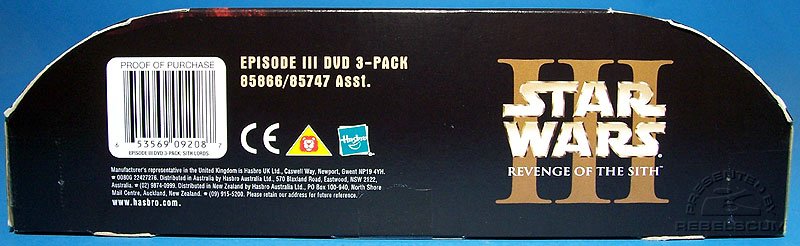 PROOF OF PURCHASE
6 53569 09208 7
EPISODE III DVD 3-PACK, SITH LORDS
EPISODE III DVD 3-PACK
85866/85747 Asst.
CE
Hasbro
Manufacturer's representative in the United Kingdom is Hasbro UK Ltd., Caswell Way, Newport, Gwent NP19 4YH.
☎ 00800 22427276. Distributed in Australia by Hasbro Australia Ltd., 570 Blaxland Road, Eastwood, NSW 2122,
Australia. ☎ (02) 9874-0999. Distributed in New Zealand by Hasbro Australia Ltd., PO Box 100-940, North Shore
Mail Centre, Auckland, New Zealand. ☎ (09) 915-5200. Please retain our address for future reference.
www.hasbro.com
III
STAR
WARS
REVENGE OF THE SITH
PRESENTED BY
REBELSCUM